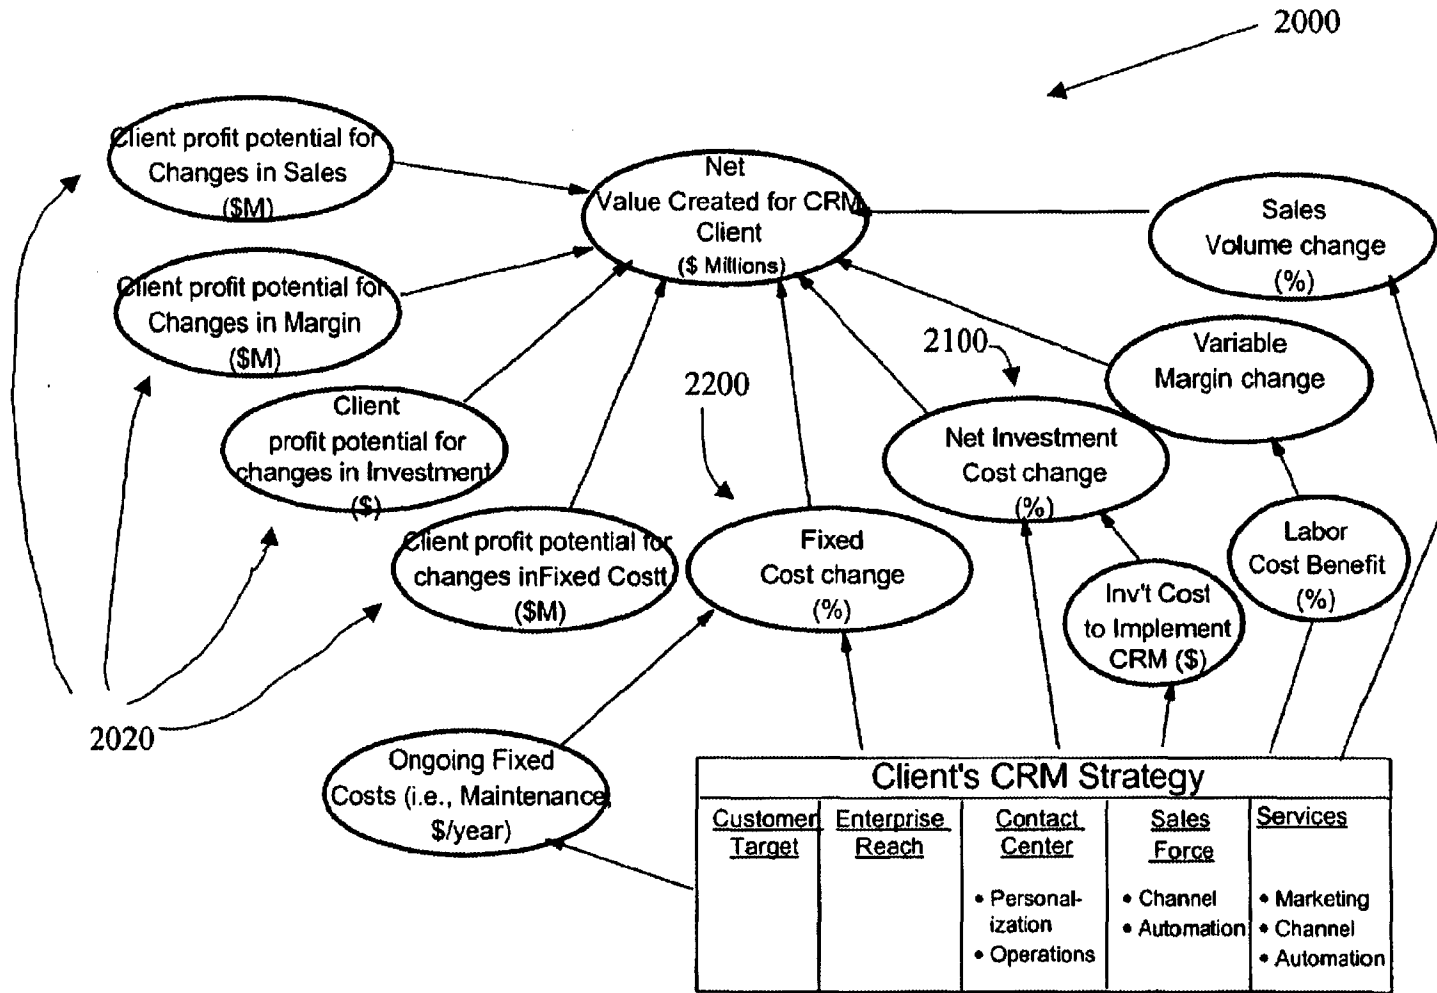 2000
Client profit potential for
Changes in Sales
($M)
Net
Value Created for CRM
Client
($ Millions)
Sales
Volume change
(%)
Client profit potential for
Changes in Margin
($M)
2100
Variable
Margin change
2200
Client
profit potential for
changes in Investment
($)
Net Investment
Cost change
(%)
Client profit potential for
changes inFixed Costt
($M)
Fixed
Cost change
(%)
Labor
Cost Benefit
(%)
Inv't Cost
to Implement
CRM ($)
2020
Ongoing Fixed
Costs (i.e., Maintenance,
$/year)
Client's CRM Strategy
Customer
Target
Enterprise
Reach
Contact
Center
• Personal-
ization
• Operations
Sales
Force
• Channel
• Automation
Services
• Marketing
• Channel
• Automation